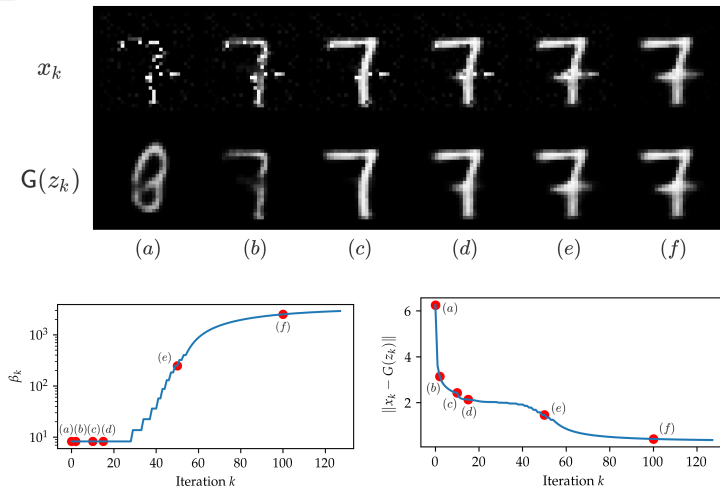 x_k
G(z_k)
(a) (b) (c) (d) (e) (f)
β_k
10^3
10^2
10^1
(a)(b)(c)(d)
(e)
(f)
0 20 40 60 80 100 120
Iteration k
‖x_k − G(z_k)‖
6
4
2
(a)
(b)
(c)
(d)
(e)
(f)
0 20 40 60 80 100 120
Iteration k